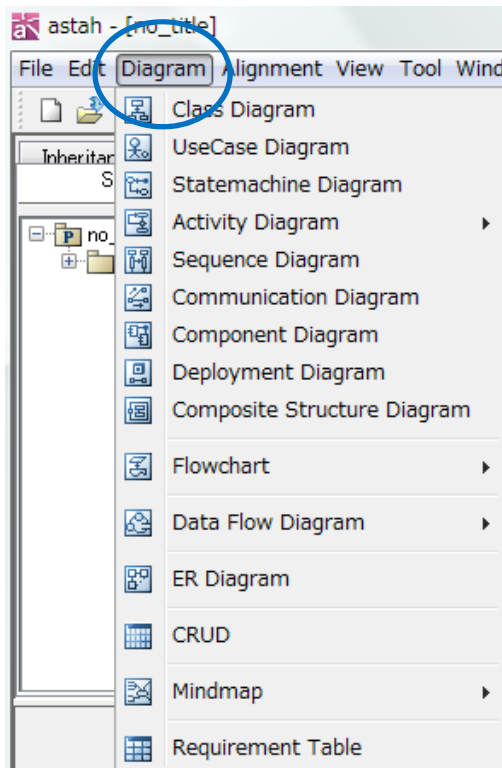 astah - [no_title]
File Edit Diagram Alignment View Tool Wind
Class Diagram
Inheritan
UseCase Diagram
S
Statemachine Diagram
Activity Diagram
P no_
Sequence Diagram
Communication Diagram
Component Diagram
Deployment Diagram
Composite Structure Diagram
Flowchart
Data Flow Diagram
ER Diagram
CRUD
Mindmap
Requirement Table